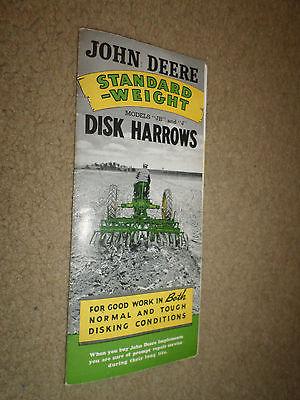 JOHN DEERE
STANDARD
-WEIGHT
MODELS "JB" and "J"
DISK HARROWS
FOR GOOD WORK IN Both
NORMAL AND TOUGH
DISKING CONDITIONS
When you buy John Deere Implements
you are sure of prompt repair service
during their long life.